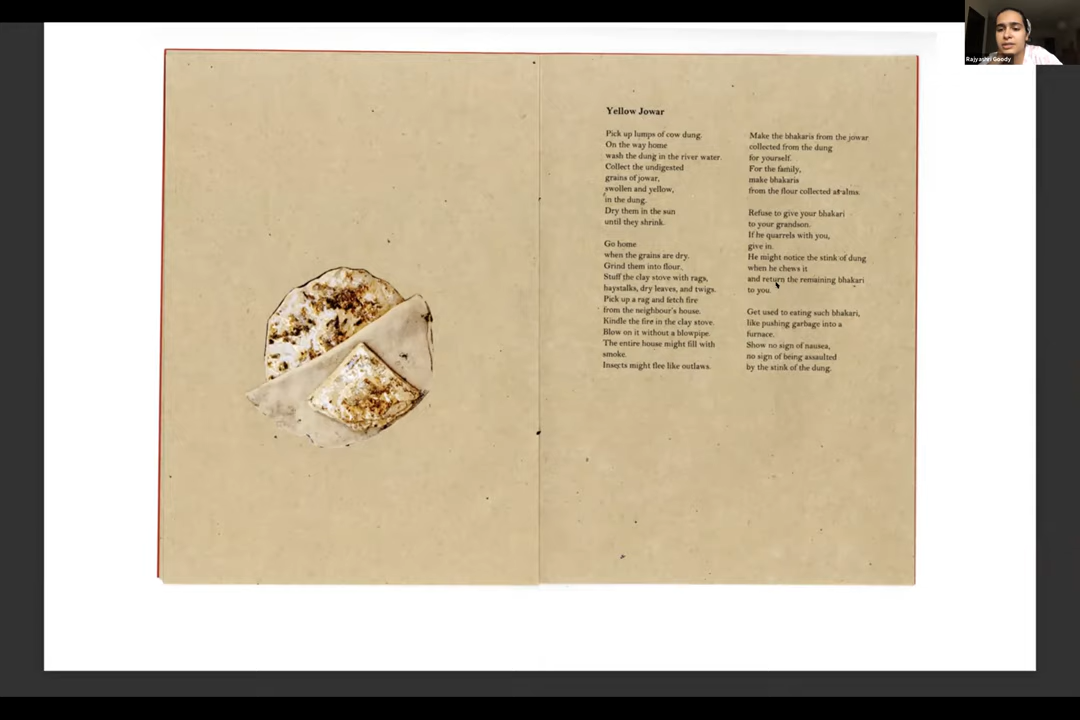 Rajyashri Goody
Yellow Jowar
Pick up lumps of cow dung.
On the way home
wash the dung in the river water.
Collect the undigested
grains of jowar,
swollen and yellow,
in the dung.
Dry them in the sun
until they shrink.
Go home
when the grains are dry.
Grind them into flour.
Stuff the clay stove with rags,
haystalks, dry leaves, and twigs.
Pick up a rag and fetch fire
from the neighbour's house.
Kindle the fire in the clay stove.
Blow on it without a blowpipe.
The entire house might fill with
smoke.
Insects might flee like outlaws.
Make the bhakaris from the jowar
collected from the dung
for yourself.
For the family,
make bhakaris
from the flour collected as alms.
Refuse to give your bhakari
to your grandson.
If he quarrels with you,
give in.
He might notice the stink of dung
when he chews it
and return the remaining bhakari
to you.
Get used to eating such bhakari,
like pushing garbage into a
furnace.
Show no sign of nausea,
no sign of being assaulted
by the stink of the dung.